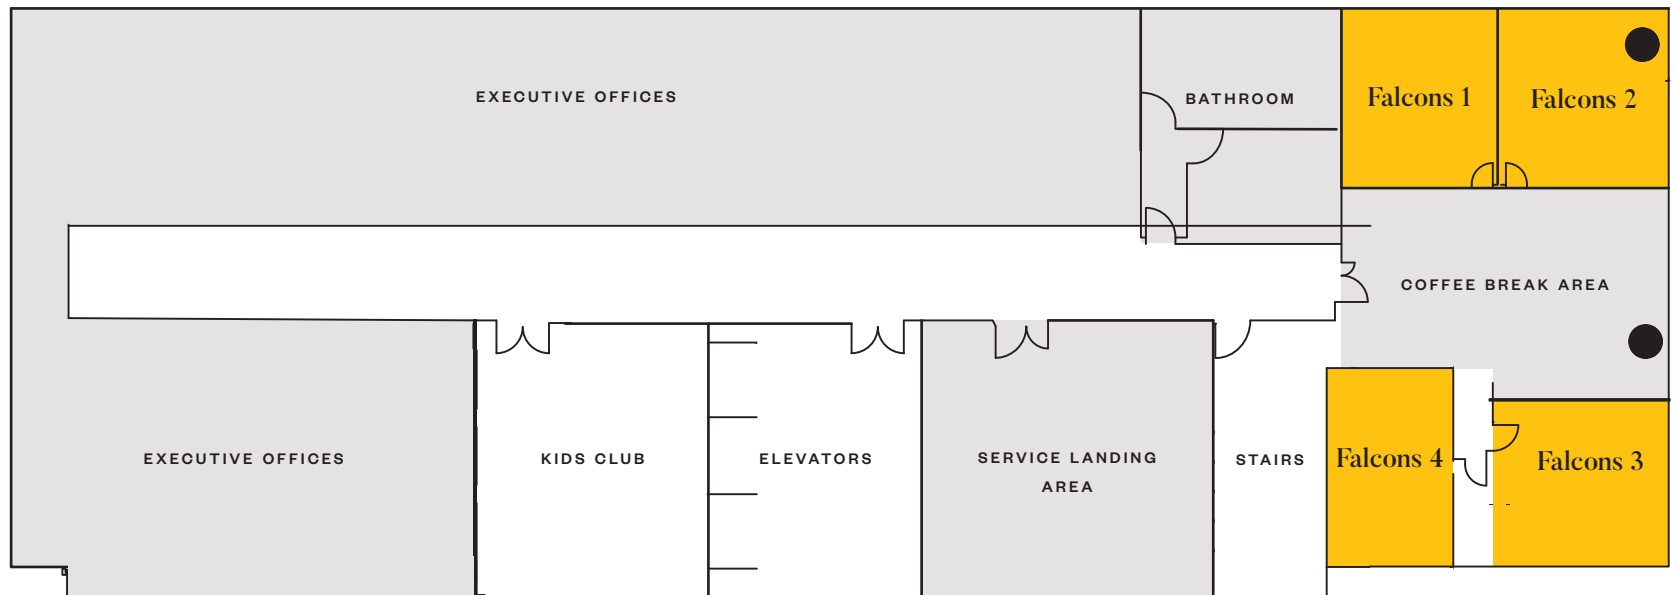 EXECUTIVE OFFICES
BATHROOM
Falcons 1
Falcons 2
COFFEE BREAK AREA
EXECUTIVE OFFICES
KIDS CLUB
ELEVATORS
SERVICE LANDING
AREA
STAIRS
Falcons 4
Falcons 3